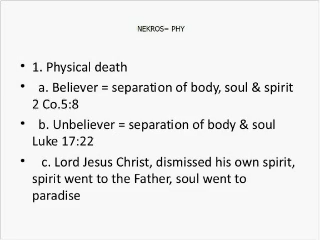 NEKROS= PHY
• 1. Physical death
• a. Believer = separation of body, soul & spirit
2 Co.5:8
• b. Unbeliever = separation of body & soul
Luke 17:22
• c. Lord Jesus Christ, dismissed his own spirit,
spirit went to the Father, soul went to
paradise